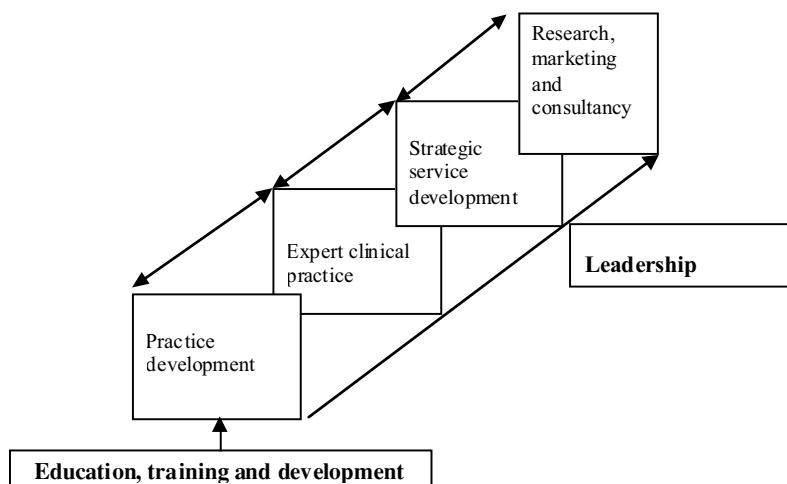 Research,
marketing
and
consultancy
Strategic
service
development
Expert clinical
practice
Leadership
Practice
development
Education, training and development